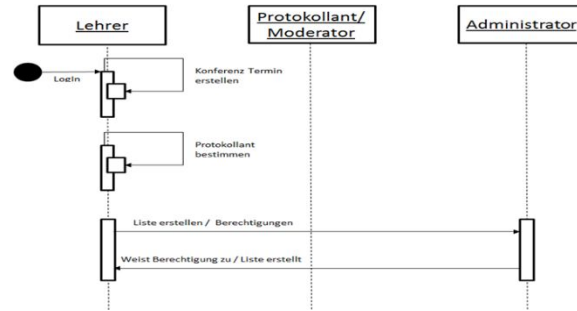 Lehrer
Protokollant/
Moderator
Administrator
LogIn
Konferenz Termin
erstellen
Protokollant
bestimmen
Liste erstellen / Berechtigungen
Weist Berechtigung zu / Liste erstellt